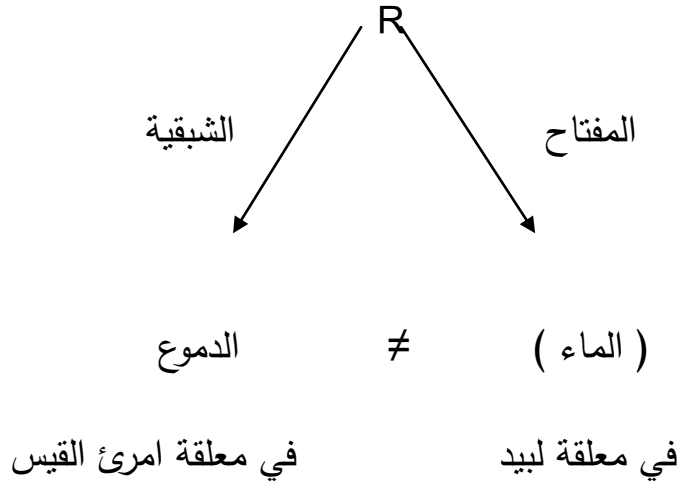 R
المفتاح الشبقية
( الماء ) ≠ الدموع
في معلقة لبيد في معلقة امرئ القيس